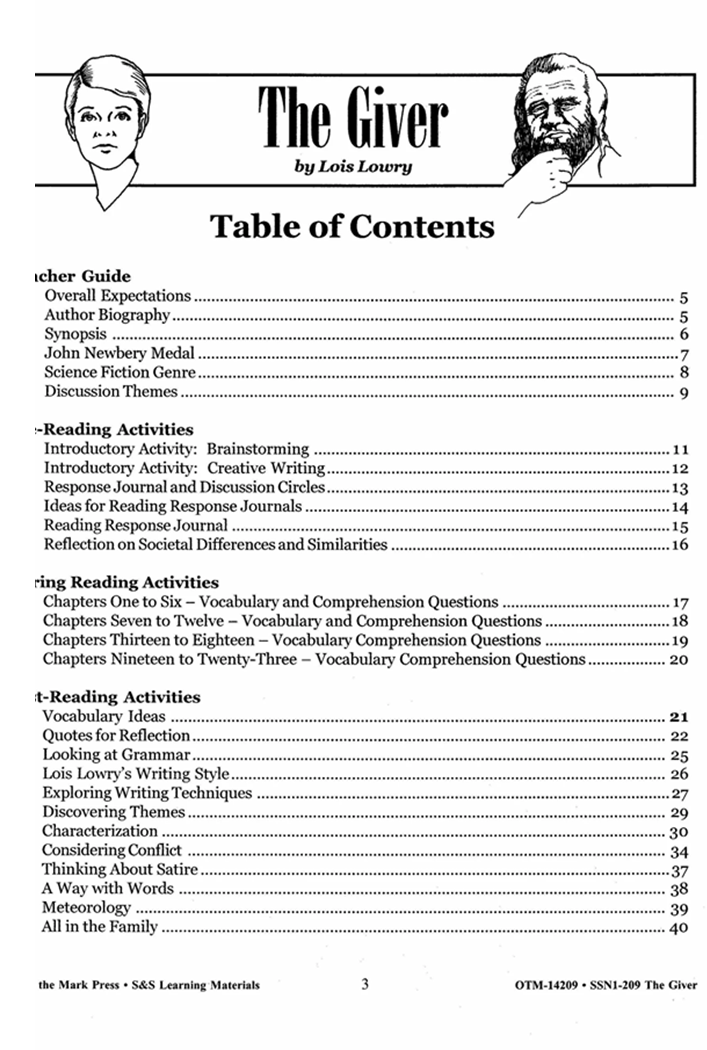 The Giver
by Lois Lowry
Table of Contents
acher Guide
Overall Expectations ........ 5
Author Biography ........ 5
Synopsis ........ 6
John Newbery Medal ........ 7
Science Fiction Genre ........ 8
Discussion Themes ........ 9
-Reading Activities
Introductory Activity: Brainstorming ........ 11
Introductory Activity: Creative Writing ........ 12
Response Journal and Discussion Circles ........ 13
Ideas for Reading Response Journals ........ 14
Reading Response Journal ........ 15
Reflection on Societal Differences and Similarities ........ 16
ring Reading Activities
Chapters One to Six – Vocabulary and Comprehension Questions ........ 17
Chapters Seven to Twelve – Vocabulary and Comprehension Questions ........ 18
Chapters Thirteen to Eighteen – Vocabulary Comprehension Questions ........ 19
Chapters Nineteen to Twenty-Three – Vocabulary Comprehension Questions ........ 20
t-Reading Activities
Vocabulary Ideas ........ 21
Quotes for Reflection ........ 22
Looking at Grammar ........ 25
Lois Lowry's Writing Style ........ 26
Exploring Writing Techniques ........ 27
Discovering Themes ........ 29
Characterization ........ 30
Considering Conflict ........ 34
Thinking About Satire ........ 37
A Way with Words ........ 38
Meteorology ........ 39
All in the Family ........ 40
the Mark Press • S&S Learning Materials 3 OTM-14209 • SSN1-209 The Giver